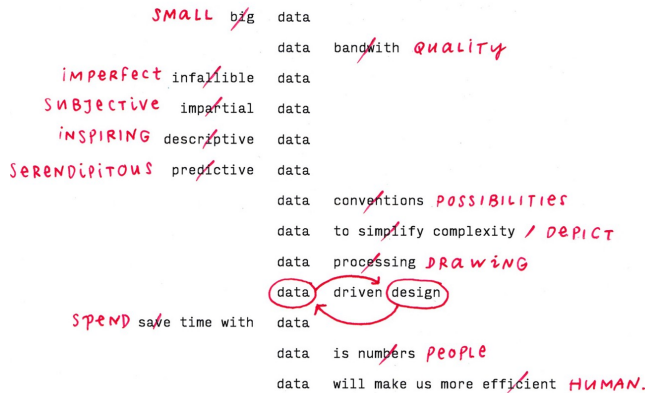 SMALL big data
data bandwith QUALITY
IMPERFECT infallible data
SUBJECTIVE impartial data
INSPIRING descriptive data
SERENDIPITOUS predictive data
data conventions POSSIBILITIES
data to simplify complexity / DEPICT
data processing DRAWING
data driven design
SPEND save time with data
data is numbers PEOPLE
data will make us more efficient HUMAN.